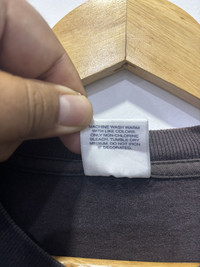 MACHINE WASH WARM
WITH LIKE COLORS
ONLY NON-CHLORINE
BLEACH. TUMBLE DRY
MEDIUM. DO NOT IRON
IF DECORATED.